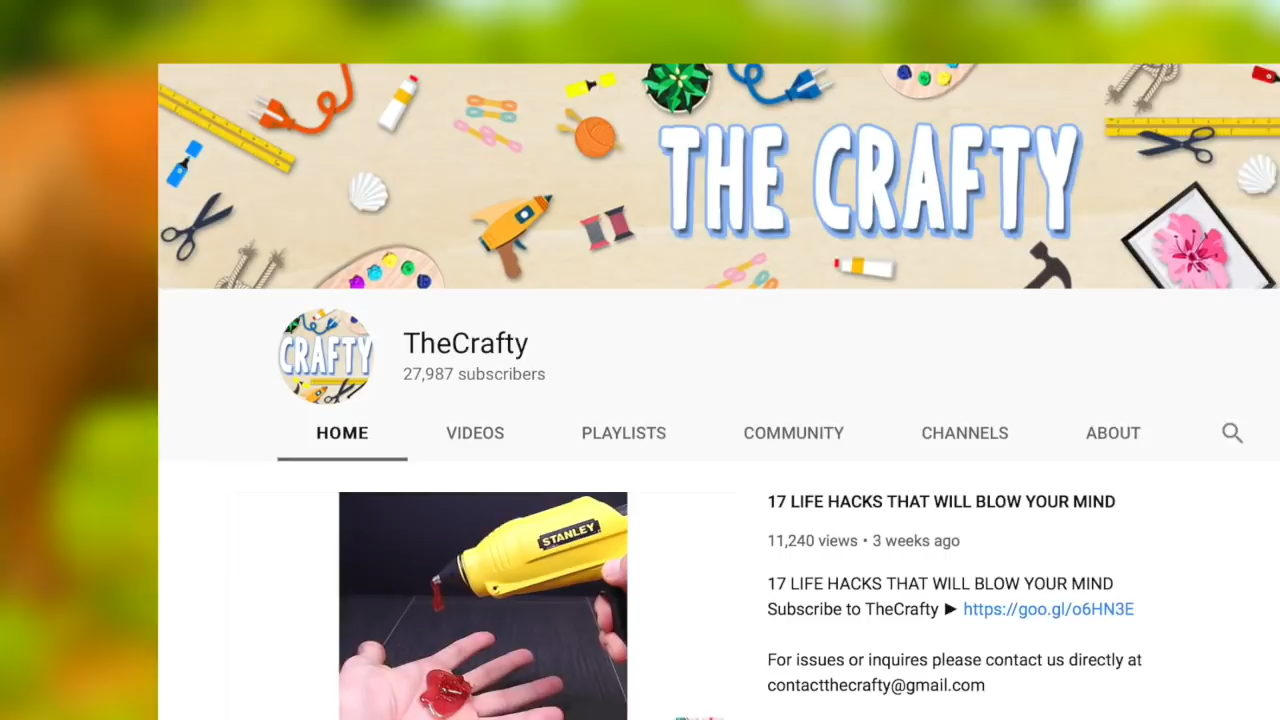 THE CRAFTY
CRAFTY
TheCrafty
27,987 subscribers
HOME VIDEOS PLAYLISTS COMMUNITY CHANNELS ABOUT
STANLEY
17 LIFE HACKS THAT WILL BLOW YOUR MIND
11,240 views • 3 weeks ago
17 LIFE HACKS THAT WILL BLOW YOUR MIND
Subscribe to TheCrafty ► https://goo.gl/o6HN3E
For issues or inquires please contact us directly at
contactthecrafty@gmail.com